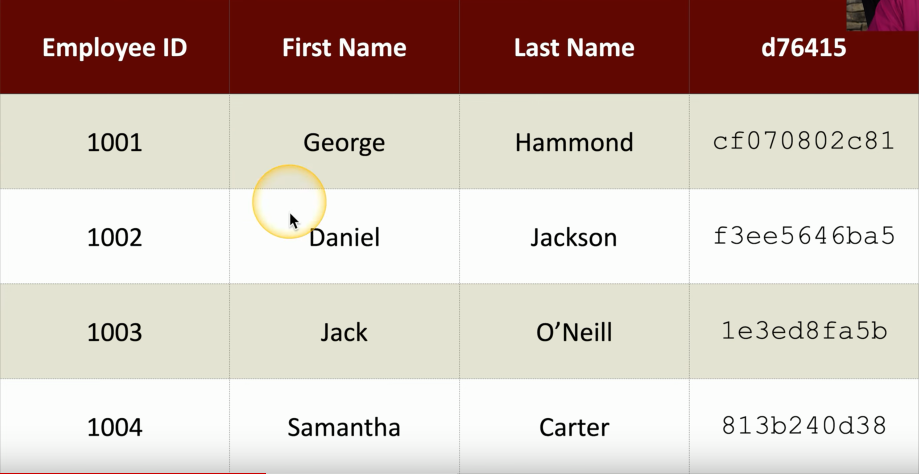 Employee ID First Name Last Name d76415
1001 George Hammond cf070802c81
1002 Daniel Jackson f3ee5646ba5
1003 Jack O’Neill 1e3ed8fa5b
1004 Samantha Carter 813b240d38